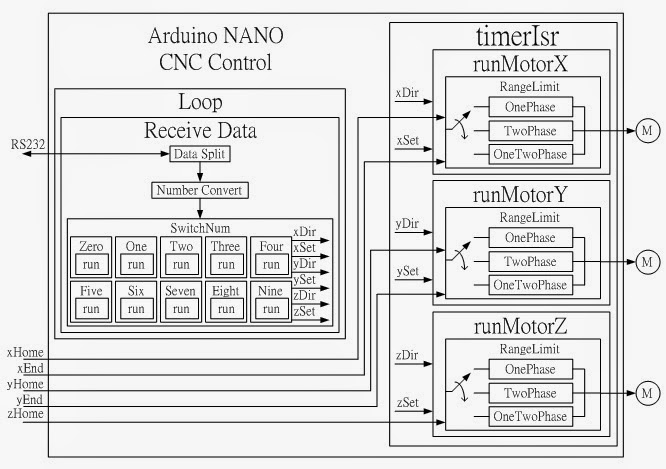 Arduino NANO
CNC Control
Loop
Receive Data
RS232
Data Split
Number Convert
SwitchNum
Zero
run
One
run
Two
run
Three
run
Four
run
Five
run
Six
run
Seven
run
Eight
run
Nine
run
xDir
xSet
yDir
ySet
zDir
zSet
xHome
xEnd
yHome
yEnd
zHome
timerIsr
runMotorX
RangeLimit
xDir
xSet
OnePhase
TwoPhase
OneTwoPhase
M
runMotorY
RangeLimit
yDir
ySet
OnePhase
TwoPhase
OneTwoPhase
M
runMotorZ
RangeLimit
zDir
zSet
OnePhase
TwoPhase
OneTwoPhase
M